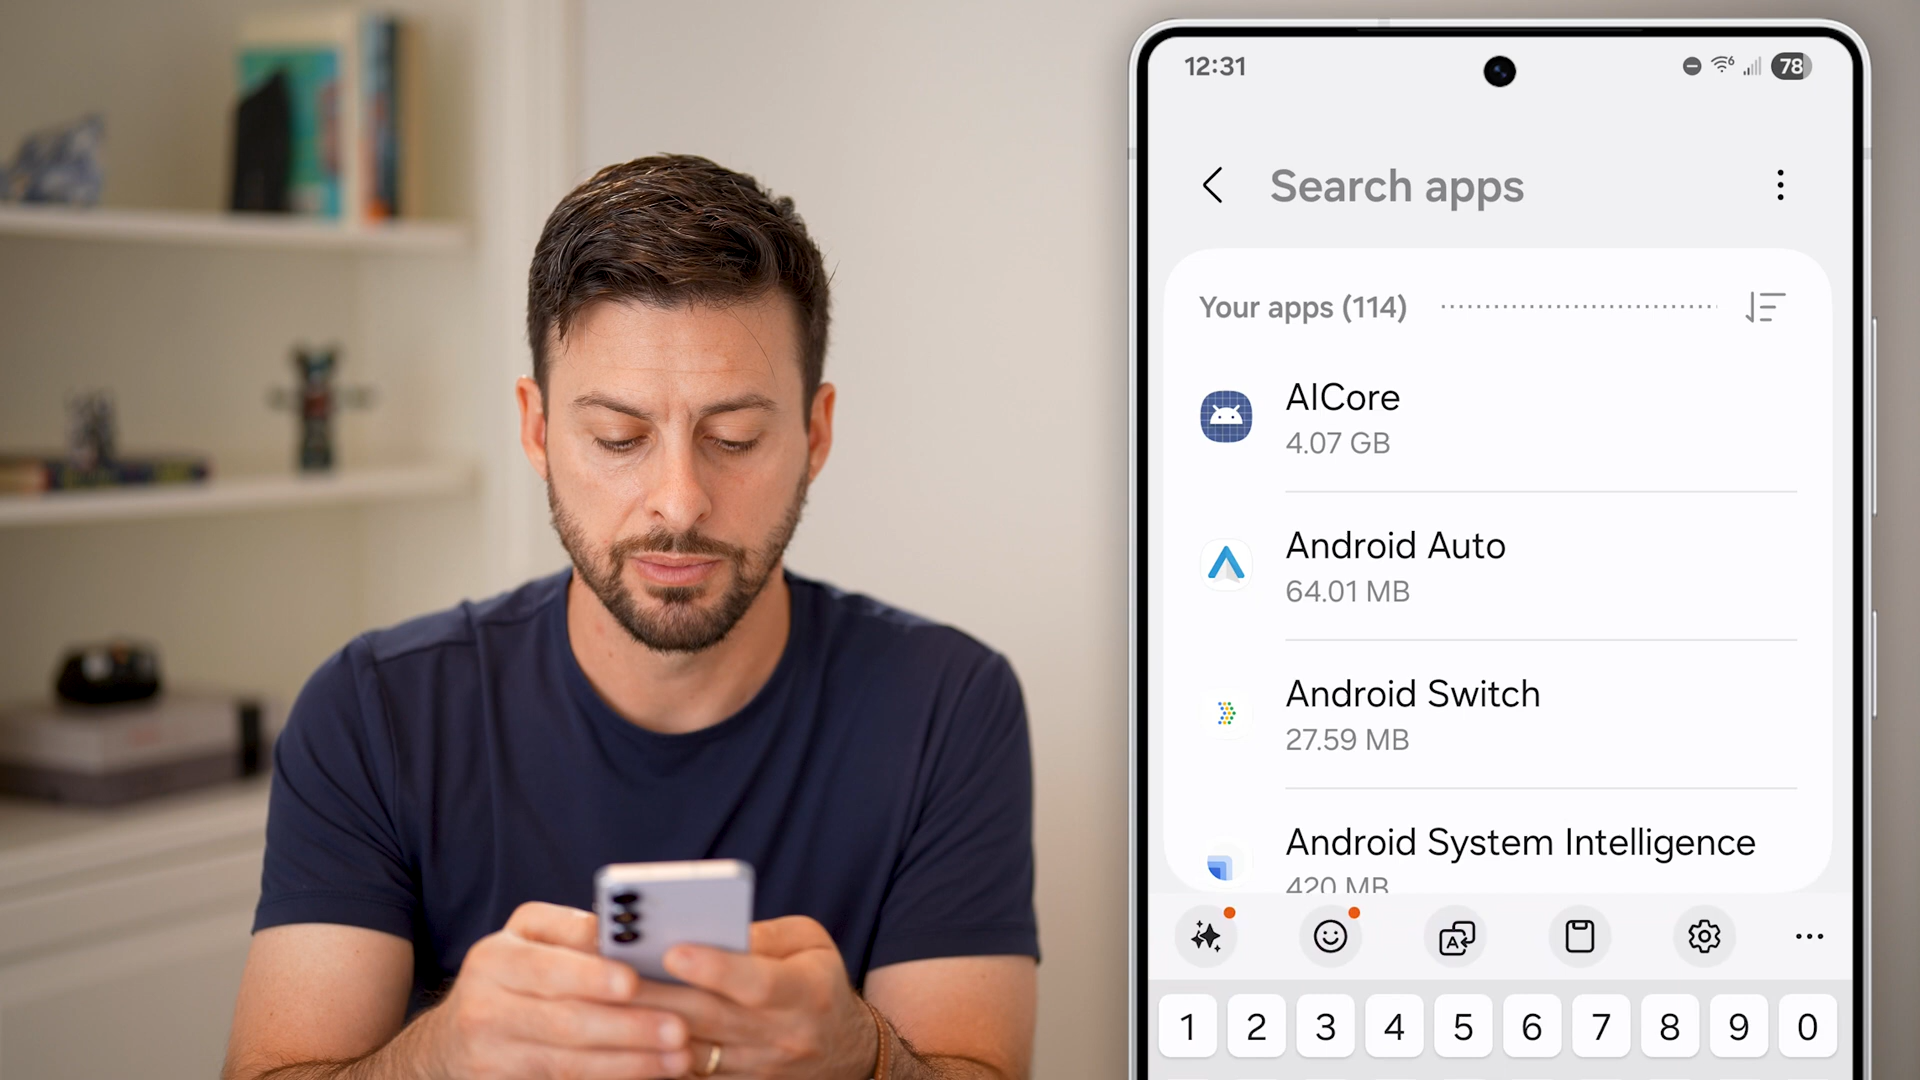 12:31
78
Search apps
Your apps (114)
AICore
4.07 GB
Android Auto
64.01 MB
Android Switch
27.59 MB
Android System Intelligence
420 MB
1 2 3 4 5 6 7 8 9 0